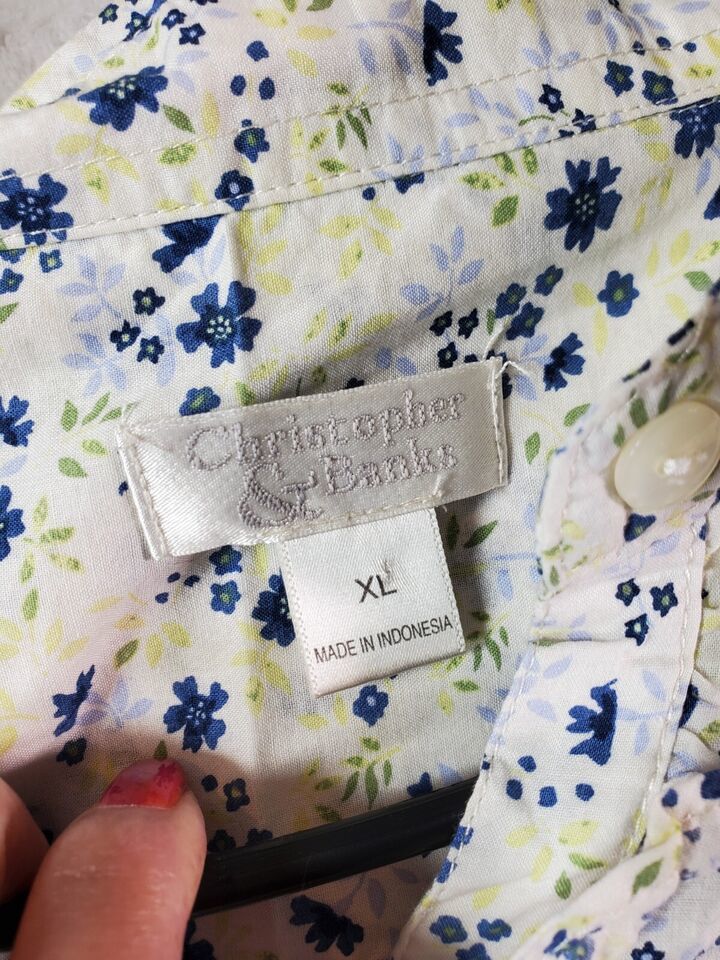 Christopher
& Banks
XL
MADE IN INDONESIA